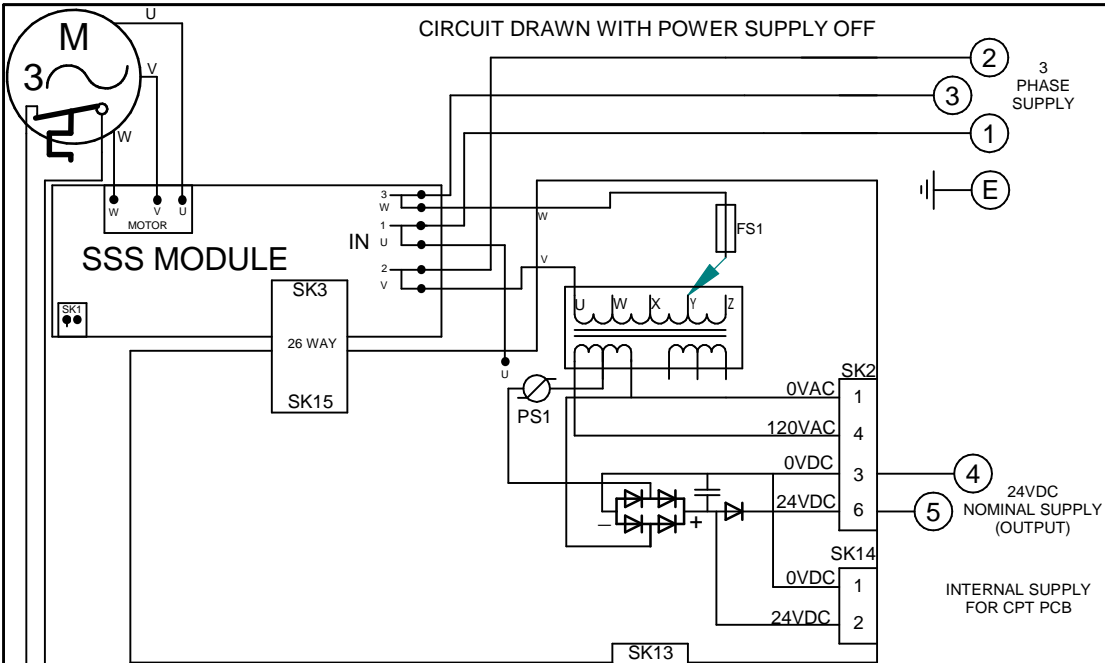 CIRCUIT DRAWN WITH POWER SUPPLY OFF
U
M
3
V
W
2
3
1
E
3
PHASE
SUPPLY
W
V
U
MOTOR
SSS MODULE
IN
3
W
1
U
2
V
W
V
FS1
SK1
SK3
26 WAY
SK15
U
W
X
Y
Z
U
PS1
SK2
0VAC
1
120VAC
4
0VDC
3
24VDC
6
4
5
24VDC
NOMINAL SUPPLY
(OUTPUT)
–
+
SK14
0VDC
1
24VDC
2
INTERNAL SUPPLY
FOR CPT PCB
SK13